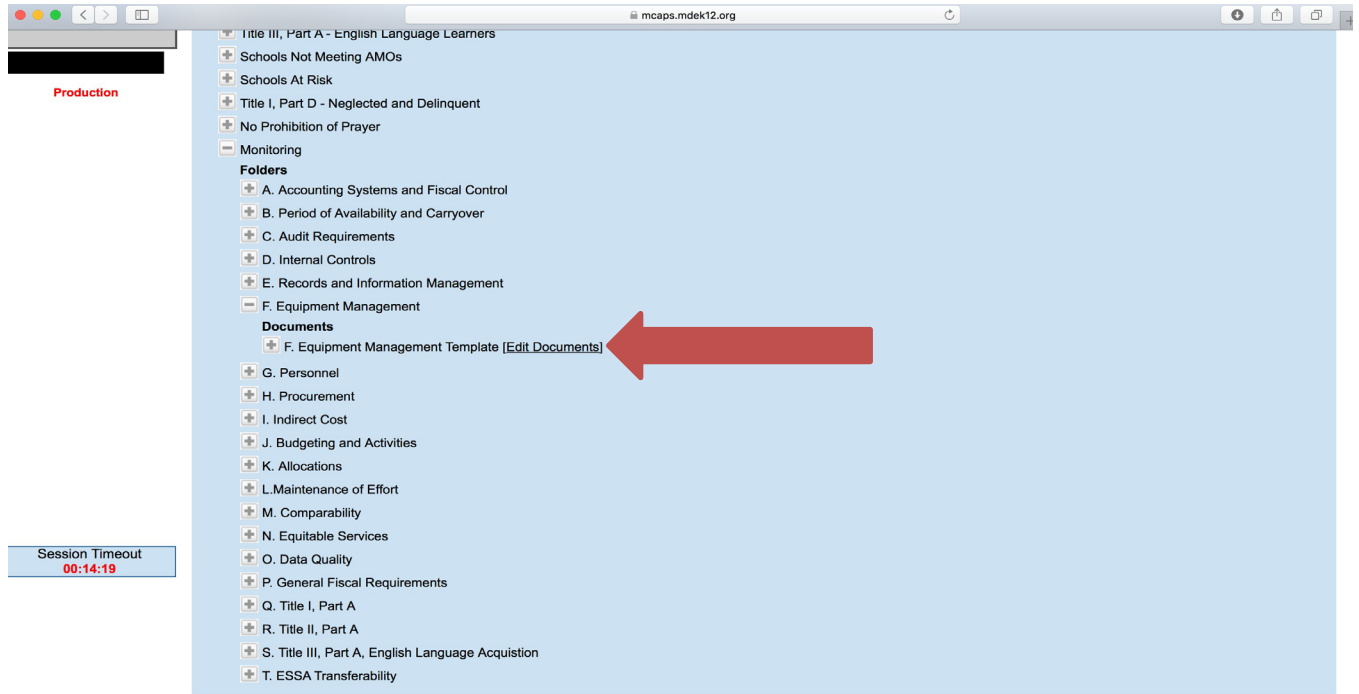 mcaps.mdek12.org
Title III, Part A - English Language Learners
Schools Not Meeting AMOs
Schools At Risk
Production
Title I, Part D - Neglected and Delinquent
No Prohibition of Prayer
Monitoring
Folders
A. Accounting Systems and Fiscal Control
B. Period of Availability and Carryover
C. Audit Requirements
D. Internal Controls
E. Records and Information Management
F. Equipment Management
Documents
F. Equipment Management Template [Edit Documents]
G. Personnel
H. Procurement
I. Indirect Cost
J. Budgeting and Activities
K. Allocations
L.Maintenance of Effort
M. Comparability
N. Equitable Services
Session Timeout
00:14:19
O. Data Quality
P. General Fiscal Requirements
Q. Title I, Part A
R. Title II, Part A
S. Title III, Part A, English Language Acquistion
T. ESSA Transferability